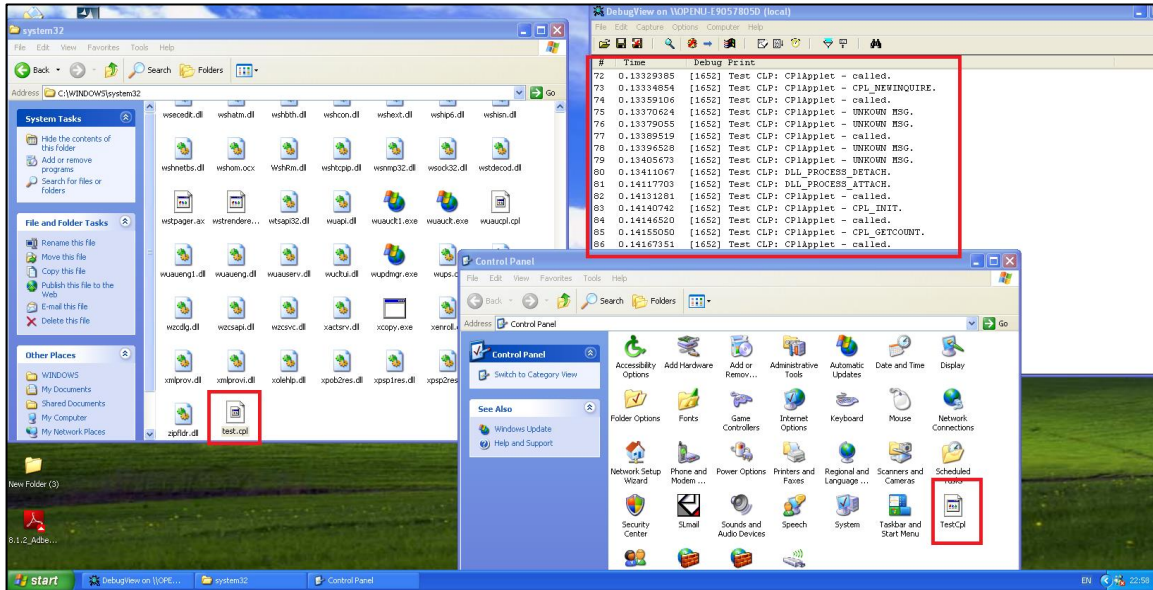 system32
File Edit View Favorites Tools Help
Back Search Folders
Address C:\WINDOWS\system32 Go
System Tasks
Hide the contents of
this folder
Add or remove
programs
Search for files or
folders
File and Folder Tasks
Rename this file
Move this file
Copy this file
Publish this file to the
Web
E-mail this file
Delete this file
Other Places
WINDOWS
My Documents
Shared Documents
My Computer
My Network Places
wsecedit.dll wshatm.dll wshbth.dll wshcon.dll wshext.dll wship6.dll wshisn.dll
wshnetbs.dll wshom.ocx WshRm.dll wshtcpip.dll wsnmp32.dll wsock32.dll wstdecod.dll
wstpager.ax wstrendere... wtsapi32.dll wuapi.dll wuauclt1.exe wuauclt.exe wuaucpl.cpl
wuaueng1.dll wuaueng.dll wuauserv.dll wucltui.dll wupdmgr.exe
wzcdlg.dll wzcsapi.dll wzcsvc.dll xactsrv.dll xcopy.exe
xmlprov.dll xmlprovi.dll xolehlp.dll xpob2res.dll xpsp1res.dll
zipfldr.dll test.cpl
DebugView on \\OPENU-E9057805D (local)
File Edit Capture Options Computer Help
# Time Debug Print
72 0.13329385 [1652] Test CLP: CPlApplet - called.
73 0.13334854 [1652] Test CLP: CPlApplet - CPL_NEWINQUIRE.
74 0.13359106 [1652] Test CLP: CPlApplet - called.
75 0.13370624 [1652] Test CLP: CPlApplet - UNKOWN MSG.
76 0.13379055 [1652] Test CLP: CPlApplet - UNKOWN MSG.
77 0.13389519 [1652] Test CLP: CPlApplet - called.
78 0.13396528 [1652] Test CLP: CPlApplet - UNKOWN MSG.
79 0.13405673 [1652] Test CLP: CPlApplet - UNKOWN MSG.
80 0.13411067 [1652] Test CLP: DLL_PROCESS_DETACH.
81 0.14117703 [1652] Test CLP: DLL_PROCESS_ATTACH.
82 0.14131281 [1652] Test CLP: CPlApplet - called.
83 0.14140742 [1652] Test CLP: CPlApplet - CPL_INIT.
84 0.14146520 [1652] Test CLP: CPlApplet - called.
85 0.14155050 [1652] Test CLP: CPlApplet - CPL_GETCOUNT.
86 0.14167351 [1652] Test CLP: CPlApplet - called.
Control Panel
File Edit View Favorites Tools Help
Back Search Folders
Address Control Panel Go
Control Panel
Switch to Category View
See Also
Windows Update
Help and Support
Accessibility Options Add Hardware Add or Remov... Administrative Tools Automatic Updates Date and Time Display
Folder Options Fonts Game Controllers Internet Options Keyboard Mouse Network Connections
Network Setup Wizard Phone and Modem ... Power Options Printers and Faxes Regional and Language ... Scanners and Cameras Scheduled Tasks
Security Center SLmail Sounds and Audio Devices Speech System Taskbar and Start Menu TestCpl
New Folder (3)
8.1.2_Adbe...
start DebugView on \\OPE... system32 Control Panel EN 22:58